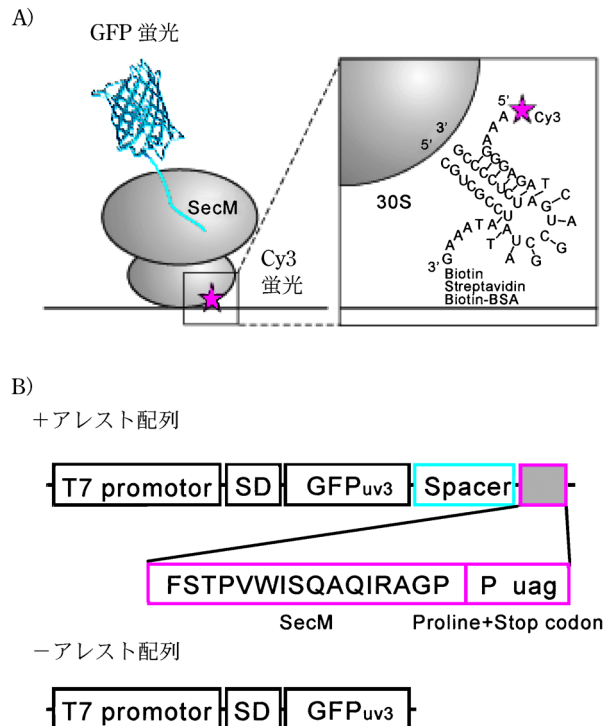 A)
GFP 蛍光
SecM
Cy3
蛍光
5’
Cy3
3’
5’
30S
3’
Biotin
Streptavidin
Biotin-BSA
B)
＋アレスト配列
T7 promotor SD GFPuv3 Spacer
FSTPVWISQAQIRAGP P uag
SecM Proline+Stop codon
－アレスト配列
T7 promotor SD GFPuv3